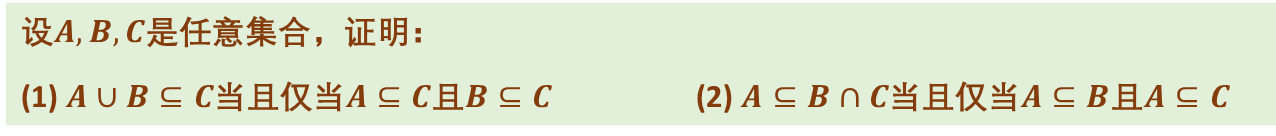 设A, B, C是任意集合，证明：
(1) A ∪ B ⊆ C当且仅当A ⊆ C且B ⊆ C (2) A ⊆ B ∩ C当且仅当A ⊆ B且A ⊆ C